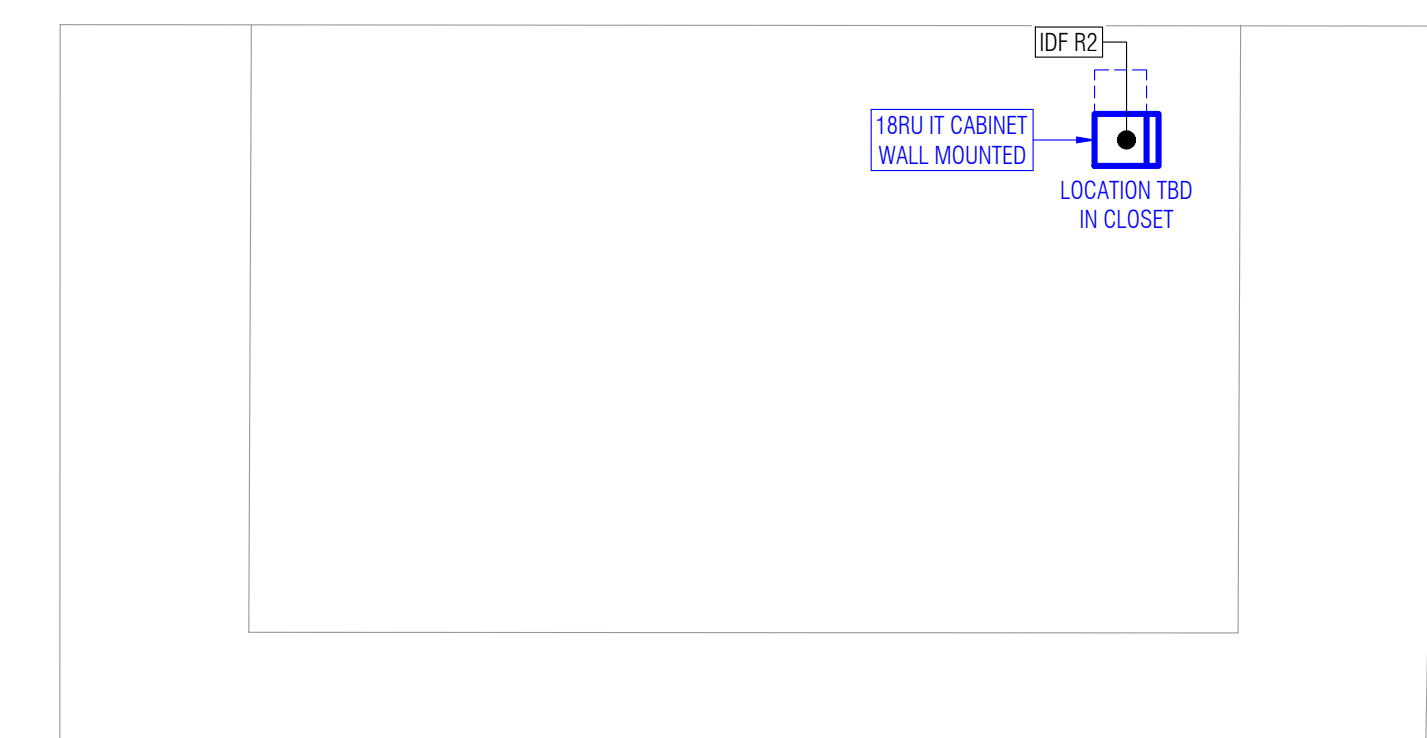 IDF R2
18RU IT CABINET
WALL MOUNTED
LOCATION TBD
IN CLOSET